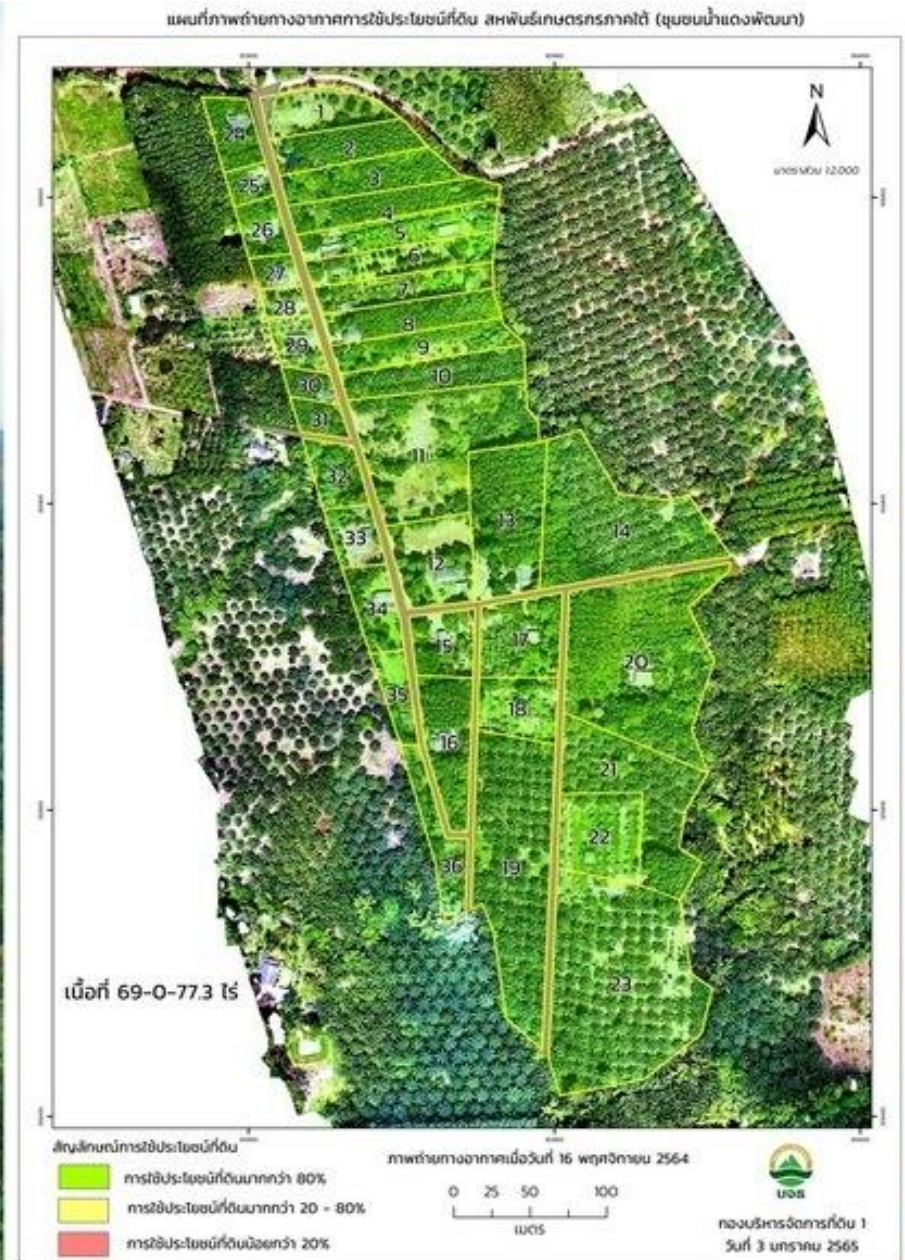 แผนที่ภาพถ่ายทางอากาศการใช้ประโยชน์ที่ดิน สหพันธ์เกษตรกรภาคใต้ (ชุมชนน้ำแดงพัฒนา)
N
มาตราส่วน 1:2,000
1
24
2
3
25
4
26
5
6
27
7
28
8
29
9
30
10
31
11
32
13
14
33
12
34
15
17
20
35
18
16
21
22
36
19
23
เนื้อที่ 69-0-77.3 ไร่
สัญลักษณ์การใช้ประโยชน์ที่ดิน
การใช้ประโยชน์ที่ดินมากกว่า 80%
การใช้ประโยชน์ที่ดินมากกว่า 20 - 80%
การใช้ประโยชน์ที่ดินน้อยกว่า 20%
ภาพถ่ายทางอากาศเมื่อวันที่ 16 พฤศจิกายน 2564
0 25 50 100
เมตร
บจธ
กองบริหารจัดการที่ดิน 1
วันที่ 3 มกราคม 2565